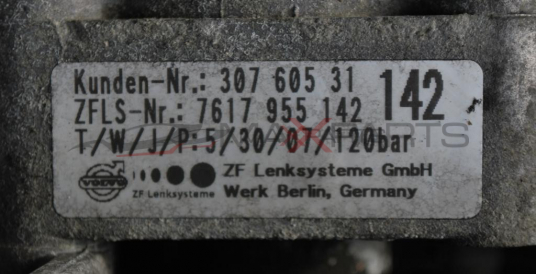 Kunden-Nr.: 307 605 31
142
ZFLS-Nr.: 7617 955 142
T/W/J/P:5/30/07/120bar
VOLVO
ZF Lenksysteme
ZF Lenksysteme GmbH
Werk Berlin, Germany